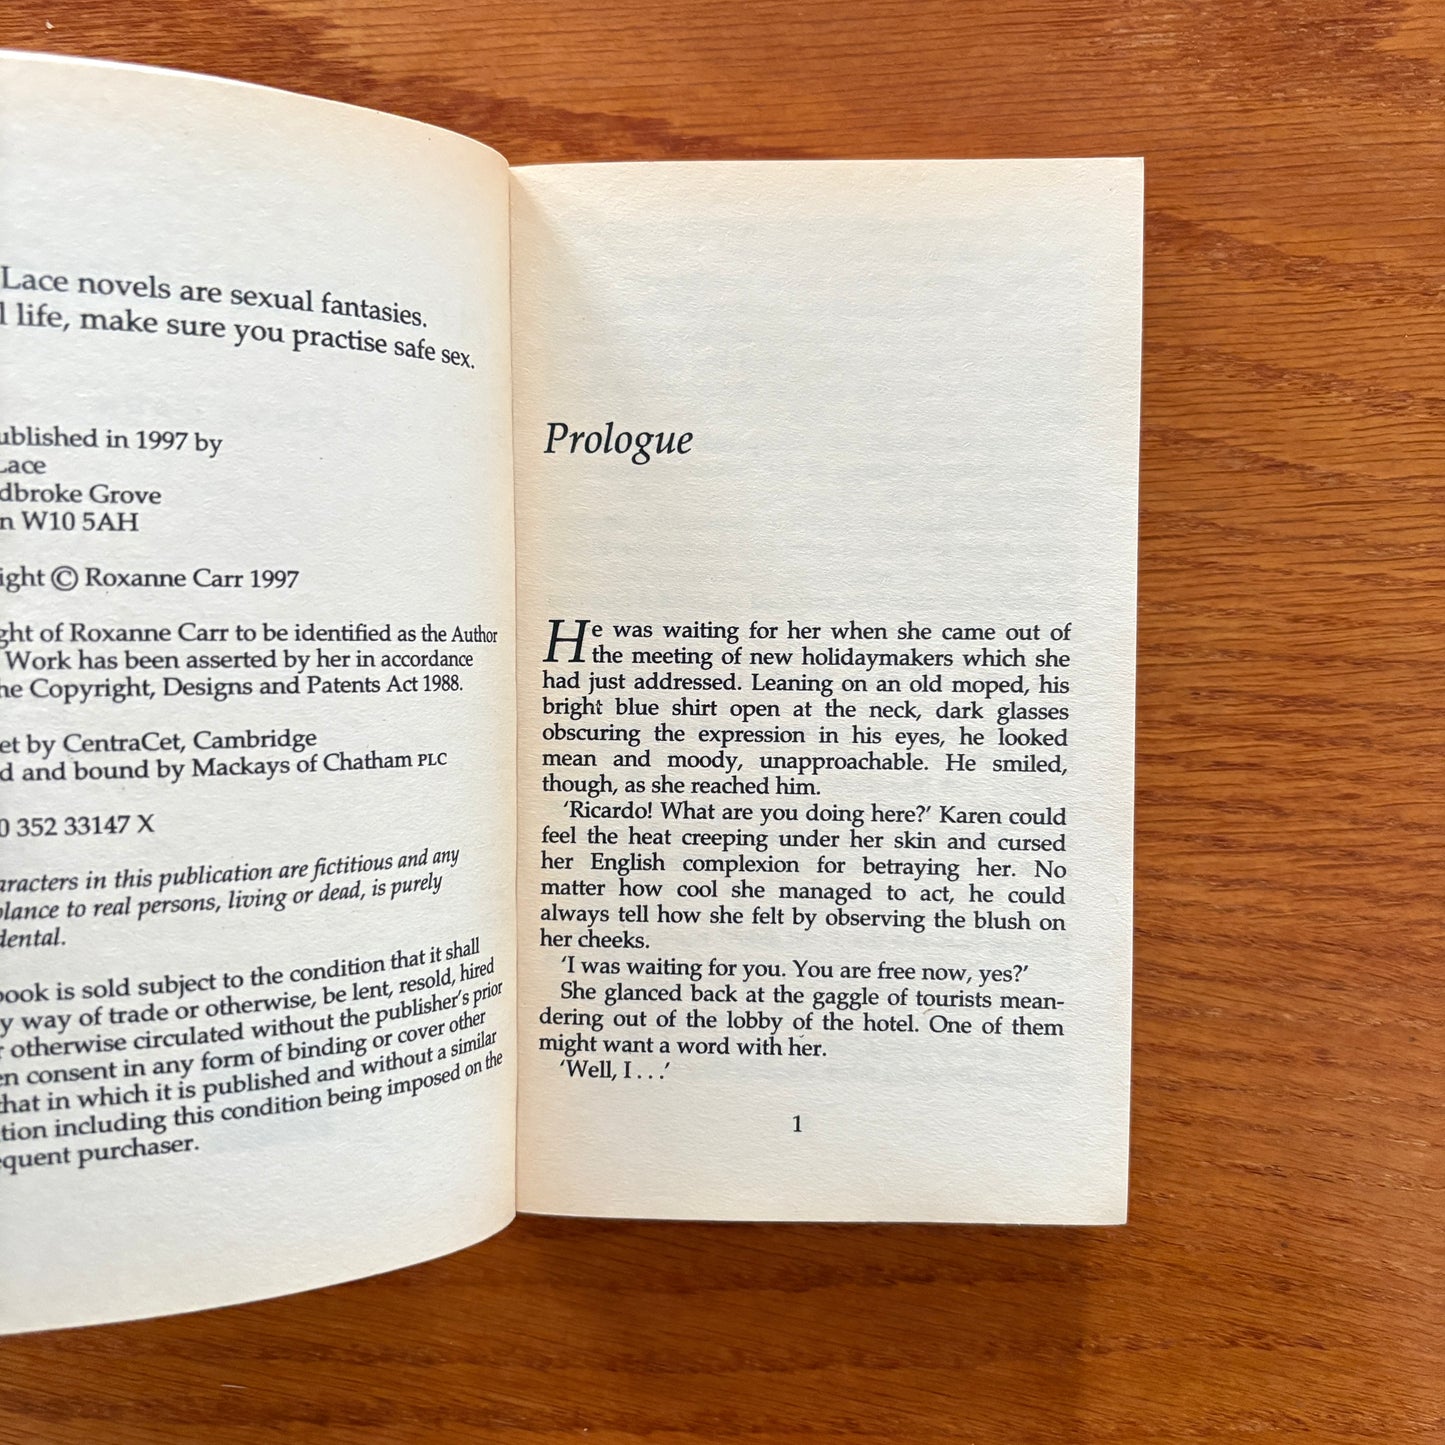 Lace novels are sexual fantasies.
life, make sure you practise safe sex.
ublished in 1997 by
Lace
dbroke Grove
n W10 5AH
ight © Roxanne Carr 1997
ght of Roxanne Carr to be identified as the Author
Work has been asserted by her in accordance
he Copyright, Designs and Patents Act 1988.
et by CentraCet, Cambridge
d and bound by Mackays of Chatham PLC
0 352 33147 X
aracters in this publication are fictitious and any
blance to real persons, living or dead, is purely
dental.
book is sold subject to the condition that it shall
y way of trade or otherwise, be lent, resold, hired
r otherwise circulated without the publisher's prior
en consent in any form of binding or cover other
that in which it is published and without a similar
tion including this condition being imposed on the
equent purchaser.
Prologue
He was waiting for her when she came out of
the meeting of new holidaymakers which she
had just addressed. Leaning on an old moped, his
bright blue shirt open at the neck, dark glasses
obscuring the expression in his eyes, he looked
mean and moody, unapproachable. He smiled,
though, as she reached him.
'Ricardo! What are you doing here?' Karen could
feel the heat creeping under her skin and cursed
her English complexion for betraying her. No
matter how cool she managed to act, he could
always tell how she felt by observing the blush on
her cheeks.
'I was waiting for you. You are free now, yes?'
She glanced back at the gaggle of tourists mean-
dering out of the lobby of the hotel. One of them
might want a word with her.
'Well, I . . .'
1